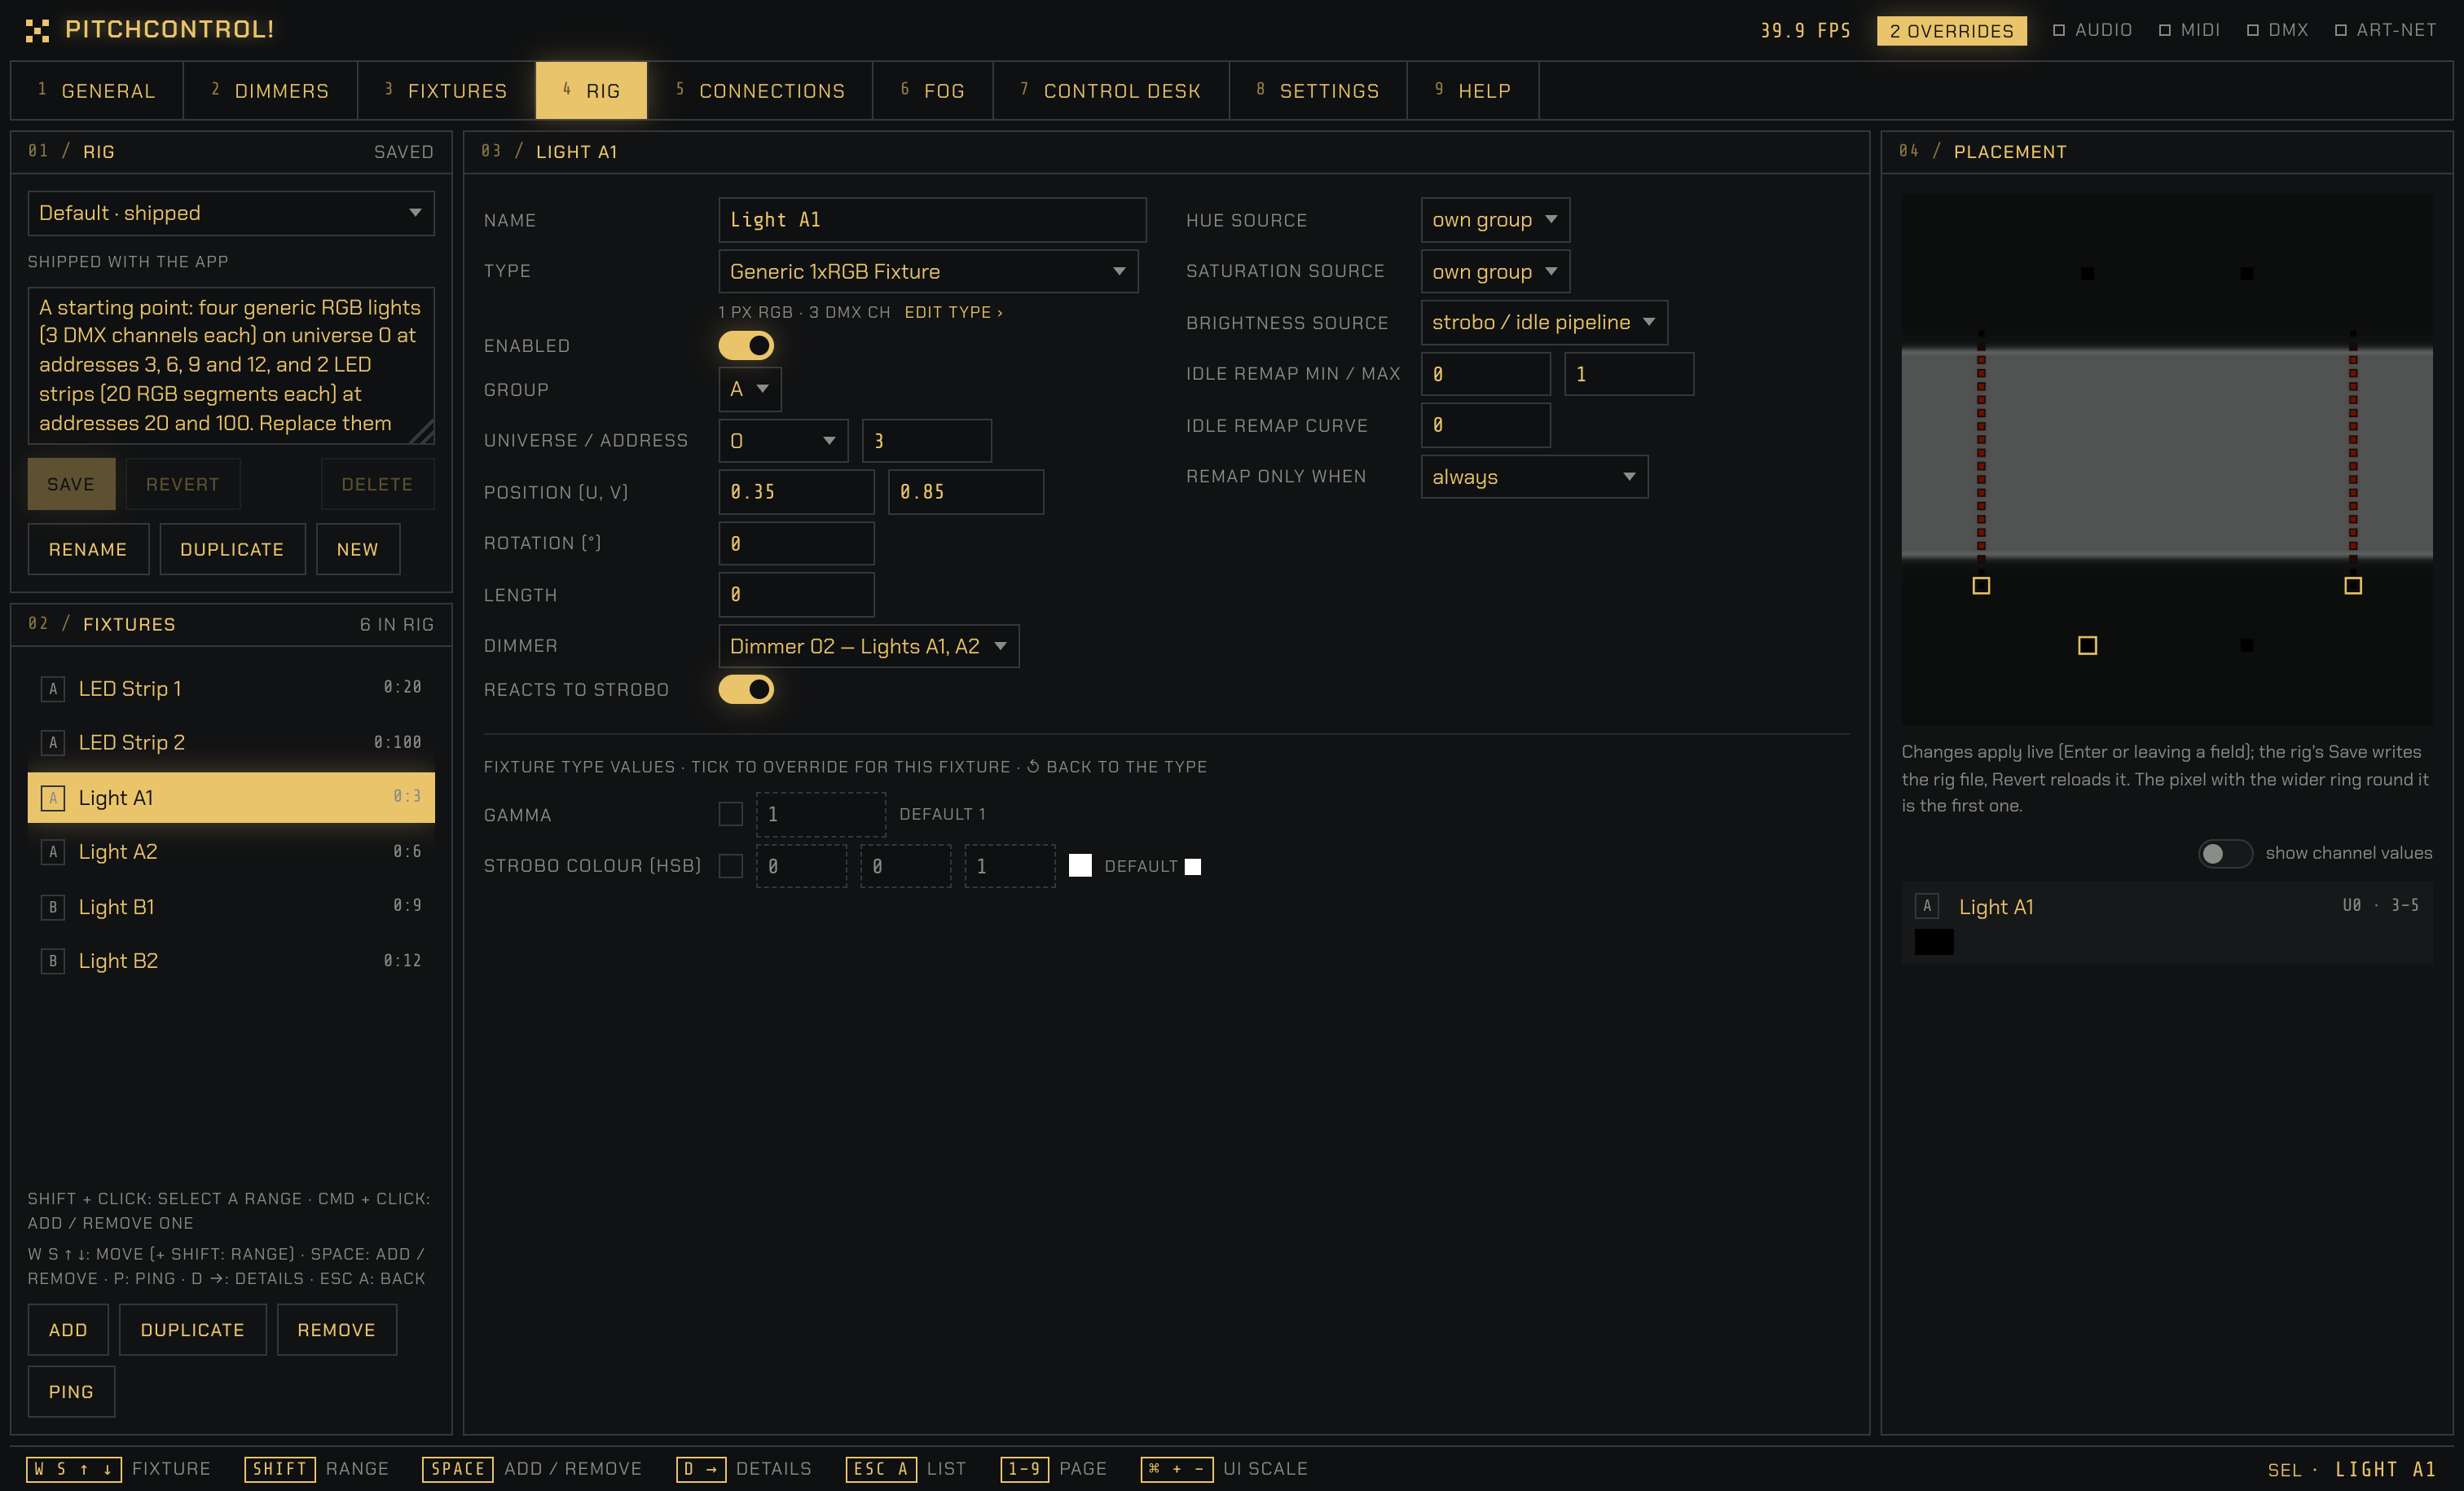 PITCHCONTROL!
39.9 FPS 2 OVERRIDES AUDIO MIDI DMX ART-NET
1 GENERAL 2 DIMMERS 3 FIXTURES 4 RIG 5 CONNECTIONS 6 FOG 7 CONTROL DESK 8 SETTINGS 9 HELP
01 / RIG SAVED
Default · shipped
SHIPPED WITH THE APP
A starting point: four generic RGB lights
(3 DMX channels each) on universe 0 at
addresses 3, 6, 9 and 12, and 2 LED
strips (20 RGB segments each) at
addresses 20 and 100. Replace them
SAVE REVERT DELETE
RENAME DUPLICATE NEW
02 / FIXTURES 6 IN RIG
A LED Strip 1 0:20
A LED Strip 2 0:100
A Light A1 0:3
A Light A2 0:6
B Light B1 0:9
B Light B2 0:12
SHIFT + CLICK: SELECT A RANGE · CMD + CLICK:
ADD / REMOVE ONE
W S ↑ ↓: MOVE (+ SHIFT: RANGE) · SPACE: ADD /
REMOVE · P: PING · D →: DETAILS · ESC A: BACK
ADD DUPLICATE REMOVE
PING
03 / LIGHT A1
NAME Light A1
TYPE Generic 1xRGB Fixture
1 PX RGB · 3 DMX CH EDIT TYPE ›
ENABLED
GROUP A
UNIVERSE / ADDRESS 0 3
POSITION (U, V) 0.35 0.85
ROTATION (°) 0
LENGTH 0
DIMMER Dimmer 02 — Lights A1, A2
REACTS TO STROBO
HUE SOURCE own group
SATURATION SOURCE own group
BRIGHTNESS SOURCE strobo / idle pipeline
IDLE REMAP MIN / MAX 0 1
IDLE REMAP CURVE 0
REMAP ONLY WHEN always
FIXTURE TYPE VALUES · TICK TO OVERRIDE FOR THIS FIXTURE · ↺ BACK TO THE TYPE
GAMMA 1 DEFAULT 1
STROBO COLOUR (HSB) 0 0 1 DEFAULT
04 / PLACEMENT
Changes apply live (Enter or leaving a field); the rig's Save writes
the rig file, Revert reloads it. The pixel with the wider ring round it
is the first one.
show channel values
A Light A1 U0 · 3–5
W S ↑ ↓ FIXTURE SHIFT RANGE SPACE ADD / REMOVE D → DETAILS ESC A LIST 1–9 PAGE ⌘ + − UI SCALE
SEL · LIGHT A1